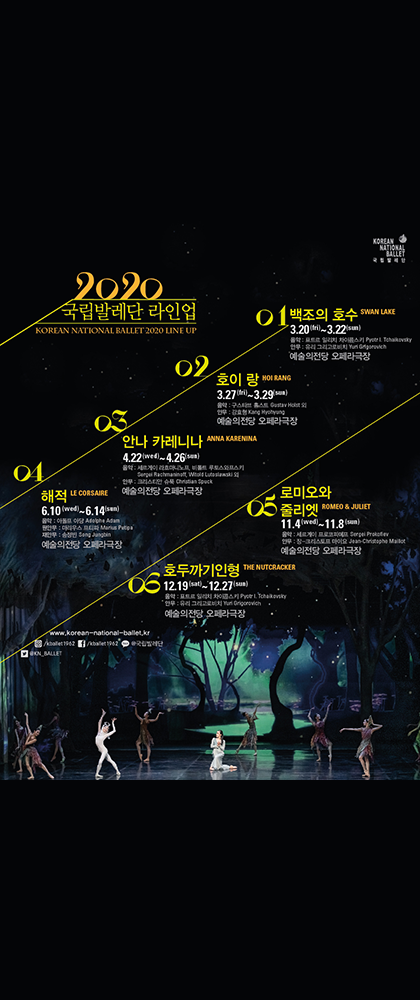 KOREAN
NATIONAL
BALLET
국립발레단
2020
국립발레단 라인업
KOREAN NATIONAL BALLET 2020 LINE UP
01 백조의 호수 SWAN LAKE
3.20(fri)~3.22(sun)
음악 : 표트르 일리치 차이콥스키 Pyotr I. Tchaikovsky
안무 : 유리 그리고로비치 Yuri Grigorovich
예술의전당 오페라극장
02 호이 랑 HOI RANG
3.27(fri)~3.29(sun)
음악 : 구스타브 홀스트 Gustav Holst 외
안무 : 강효형 Kang Hyohyung
예술의전당 오페라극장
03 안나 카레니나 ANNA KARENINA
4.22(wed)~4.26(sun)
음악 : 세르게이 라흐마니노프, 비톨트 루토스와프스키
Sergei Rachmaninoff, Witold Lutoslawski 외
안무 : 크리스티안 슈푹 Christian Spuck
예술의전당 오페라극장
04 해적 LE CORSAIRE
6.10(wed)~6.14(sun)
음악 : 아돌프 아당 Adolphe Adam
원안무 : 마리우스 프티파 Marius Petipa
재안무 : 송정빈 Song Jungbin
예술의전당 오페라극장
05 로미오와
줄리엣 ROMEO & JULIET
11.4(wed)~11.8(sun)
음악 : 세르게이 프로코피예프 Sergei Prokofiev
안무 : 장-크리스토프 마이요 Jean-Christophe Maillot
예술의전당 오페라극장
06 호두까기인형 THE NUTCRACKER
12.19(sat)~12.27(sun)
음악 : 표트르 일리치 차이콥스키 Pyotr I. Tchaikovsky
안무 : 유리 그리고로비치 Yuri Grigorovich
예술의전당 오페라극장
www.korean-national-ballet.kr
/kballet1962 /kballet1962 @국립발레단
@KN_BALLET